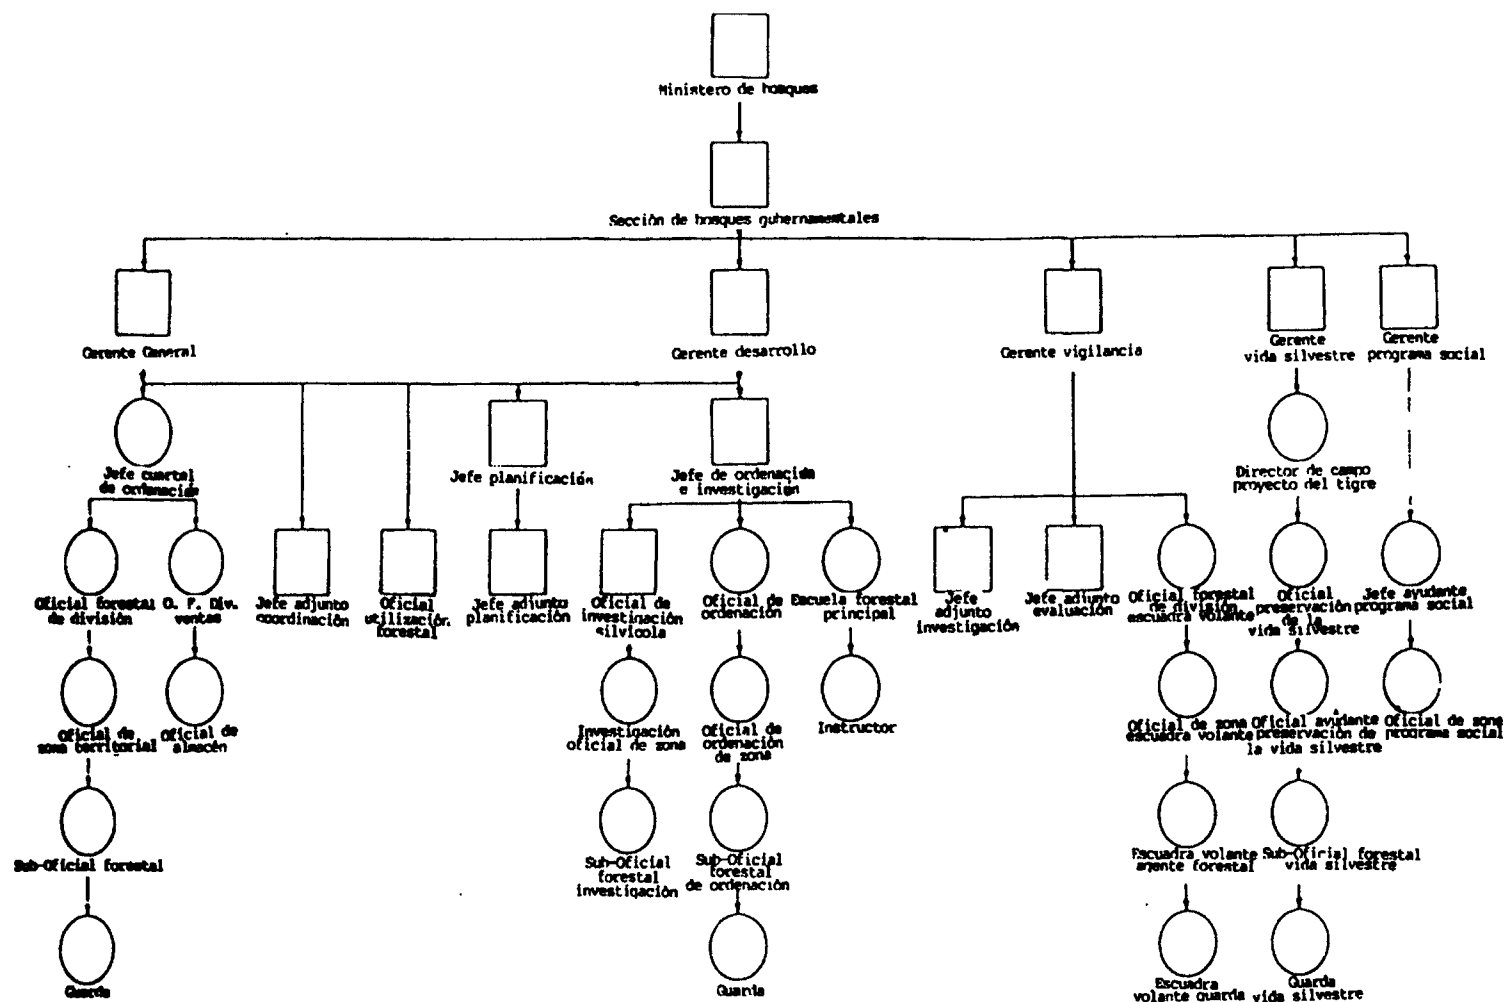 Ministero de bosques
Sección de bosques gubernamentales
Gerente General
Gerente desarrollo
Gerente vigilancia
Gerente
vida silvestre
Gerente
programa social
Jefe cuartel
de ordenación
Jefe planificación
Jefe de ordenación
e investigación
Director de campo
proyecto del tigre
Oficial forestal
de división
O. F. Div.
ventas
Jefe adjunto
coordinación
Oficial
utilización
forestal
Jefe adjunto
planificación
Oficial de
investigación
silvícola
Oficial de
ordenación
Escuela forestal
principal
Jefe
adjunto
investigación
Jefe adjunto
evaluación
Oficial forestal
de división
escuadra volante
Oficial
preservación
de la
vida silvestre
Jefe ayudante
programa social
Oficial de
zona territorial
Oficial de
almacén
Investigación
oficial de zona
Oficial de
ordenación
de zona
Instructor
Oficial de zona
escuadra volante
Oficial ayudante
preservación de
la vida silvestre
Oficial de zona
programa social
Sub-Oficial forestal
Sub-Oficial
forestal
investigación
Sub-Oficial
forestal
de ordenación
Escuadra volante
agente forestal
Sub-Oficial forestal
vida silvestre
Guarda
Guarda
Escuadra
volante guarda
Guarda
vida silvestre